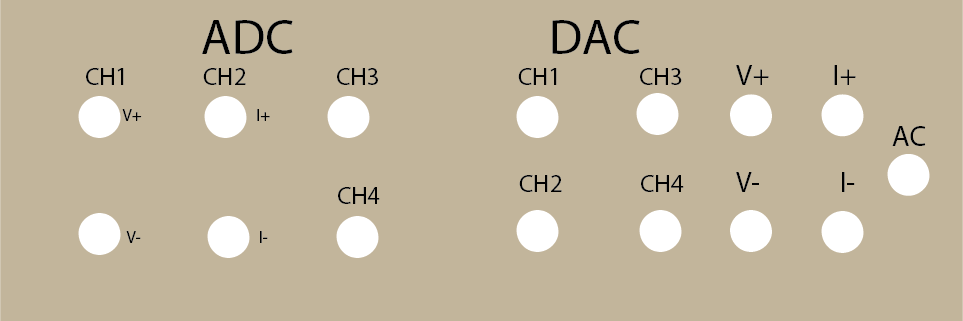 ADC DAC
CH1 CH2 CH3 CH1 CH3 V+ I+
V+ I+
AC
CH4 CH2 CH4 V- I-
V- I-